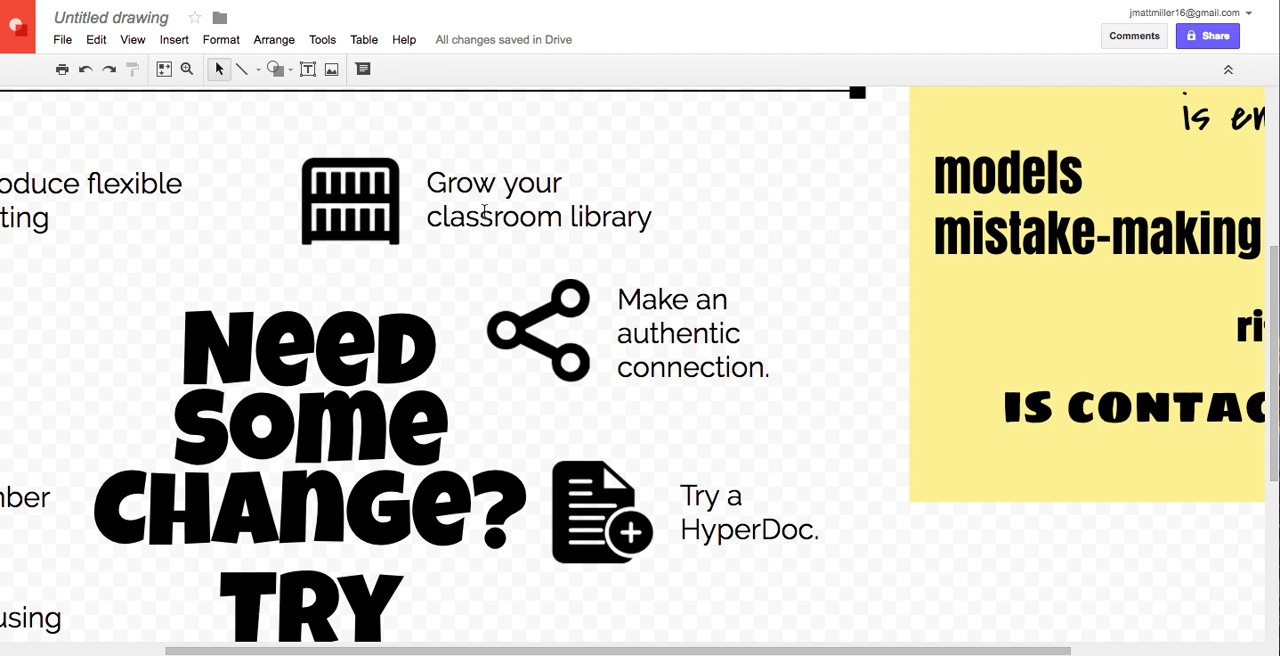 Untitled drawing
jmattmiller16@gmail.com
File Edit View Insert Format Arrange Tools Table Help All changes saved in Drive
Comments
Share
oduce flexible
ting
Grow your
classroom library
Make an
authentic
connection.
Need
some
change?
TRY
Try a
HyperDoc.
nber
using
is en
models
mistake-making
ri
IS CONTAC